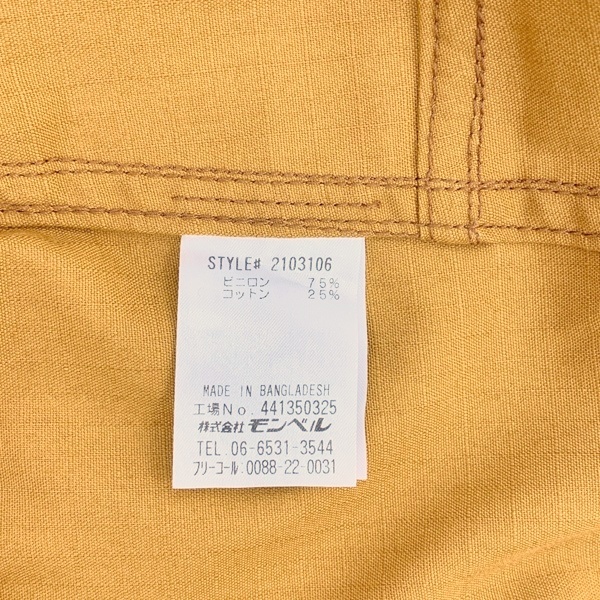 STYLE# 2103106
ビニロン 75%
コットン 25%
MADE IN BANGLADESH
工場No. 441350325
株式会社モンベル
TEL. 06-6531-3544
フリーコール:0088-22-0031